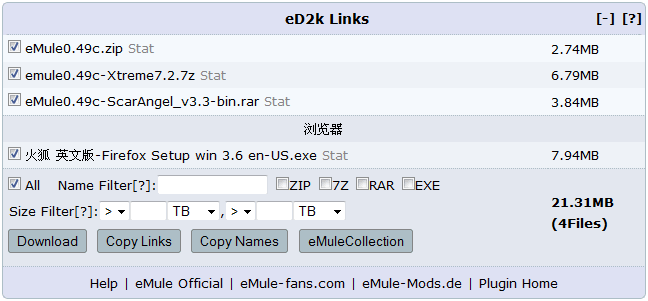 eD2k Links [-] [?]
eMule0.49c.zip Stat 2.74MB
emule0.49c-Xtreme7.2.7z Stat 6.79MB
eMule0.49c-ScarAngel_v3.3-bin.rar Stat 3.84MB
浏览器
火狐 英文版-Firefox Setup win 3.6 en-US.exe Stat 7.94MB
All Name Filter[?]: ZIP 7Z RAR EXE
21.31MB
Size Filter[?]: > TB , > TB
(4Files)
Download Copy Links Copy Names eMuleCollection
Help | eMule Official | eMule-fans.com | eMule-Mods.de | Plugin Home